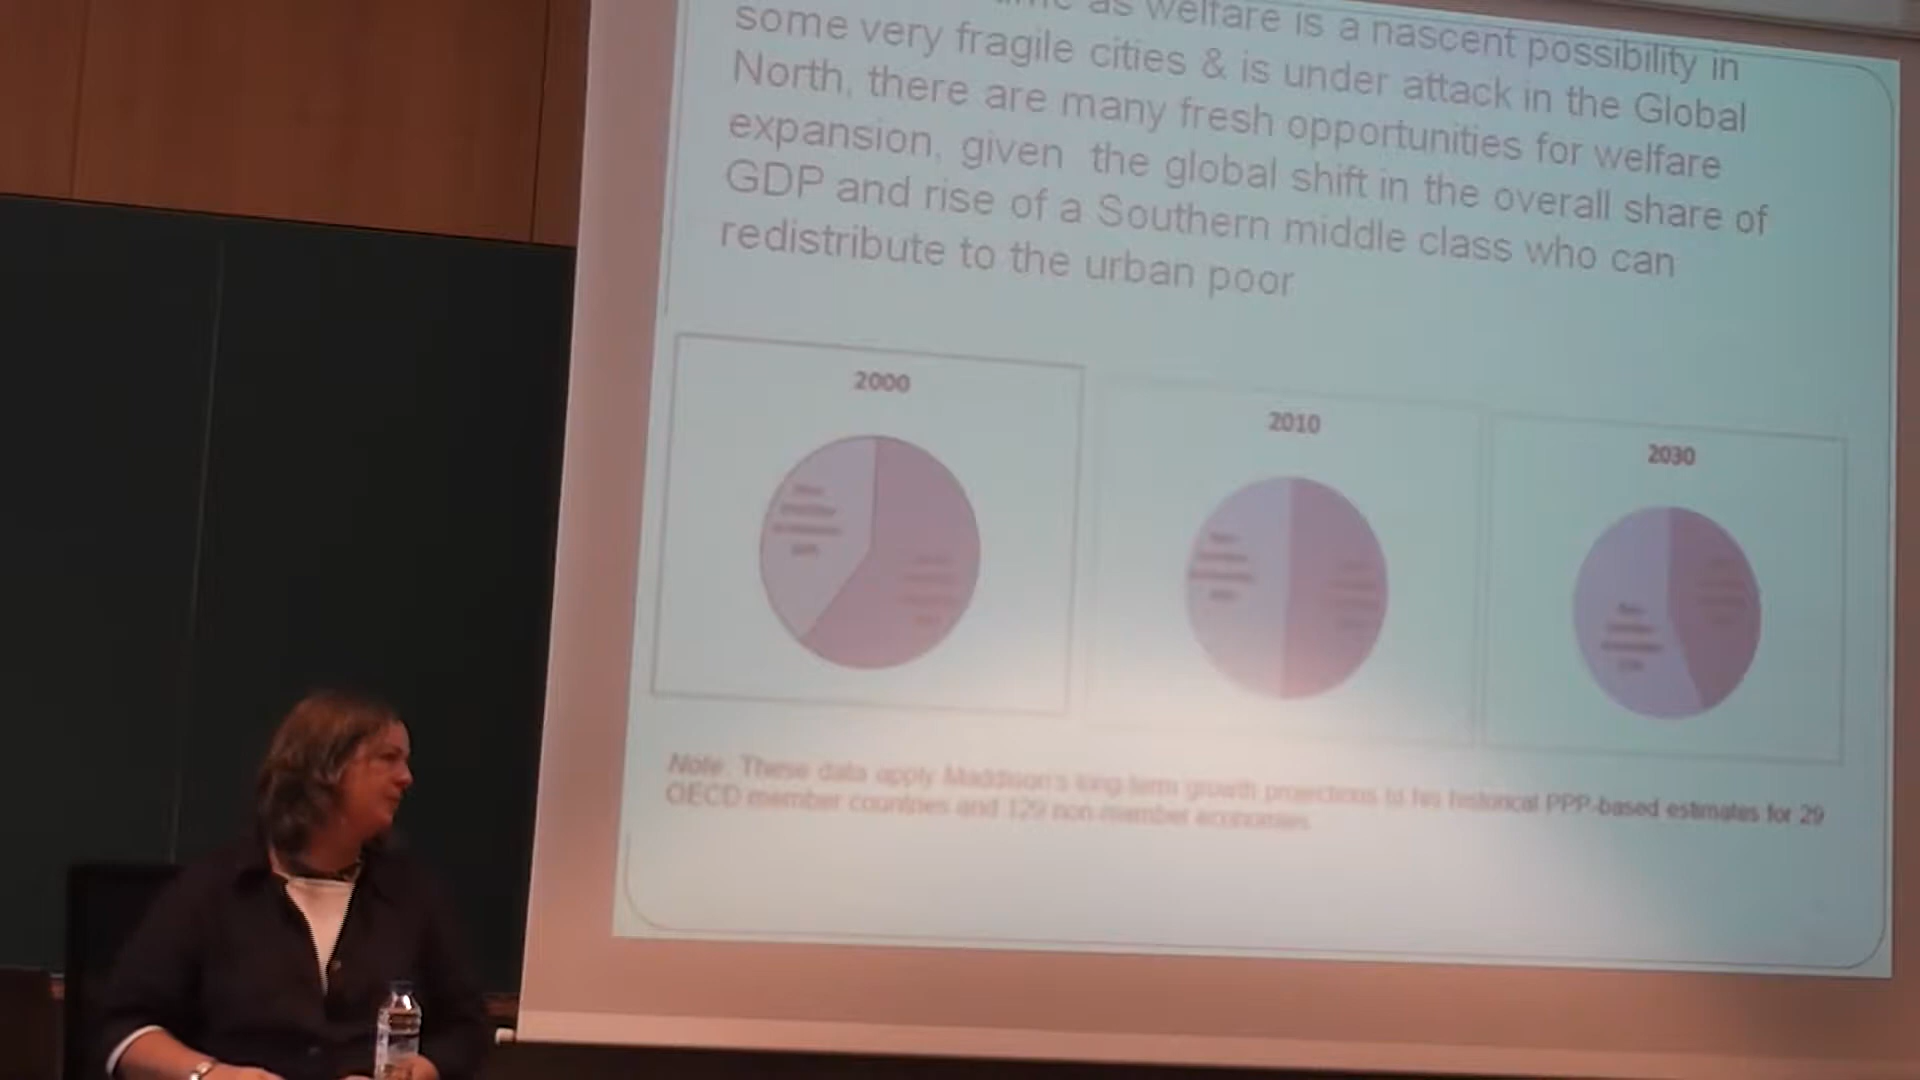 as welfare is a nascent possibility in
some very fragile cities & is under attack in the Global
North, there are many fresh opportunities for welfare
expansion, given the global shift in the overall share of
GDP and rise of a Southern middle class who can
redistribute to the urban poor
2000
2010
2030
Note: These data apply Maddison's long-term growth projections to his historical PPP-based estimates for 29
OECD member countries and 129 non-member economies